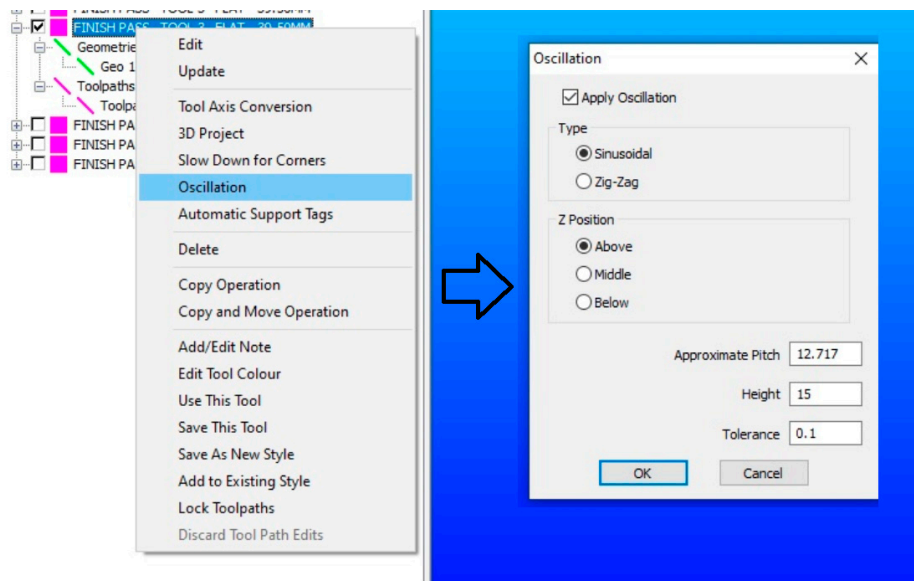 FINISH PASS - TOOL 3 - FLAT - 39.50MM
Geometrie
Geo 1
Toolpaths
Toolpa
FINISH PA
FINISH PA
FINISH PA
Edit
Update
Tool Axis Conversion
3D Project
Slow Down for Corners
Oscillation
Automatic Support Tags
Delete
Copy Operation
Copy and Move Operation
Add/Edit Note
Edit Tool Colour
Use This Tool
Save This Tool
Save As New Style
Add to Existing Style
Lock Toolpaths
Discard Tool Path Edits
Oscillation
Apply Oscillation
Type
Sinusoidal
Zig-Zag
Z Position
Above
Middle
Below
Approximate Pitch 12.717
Height 15
Tolerance 0.1
OK Cancel